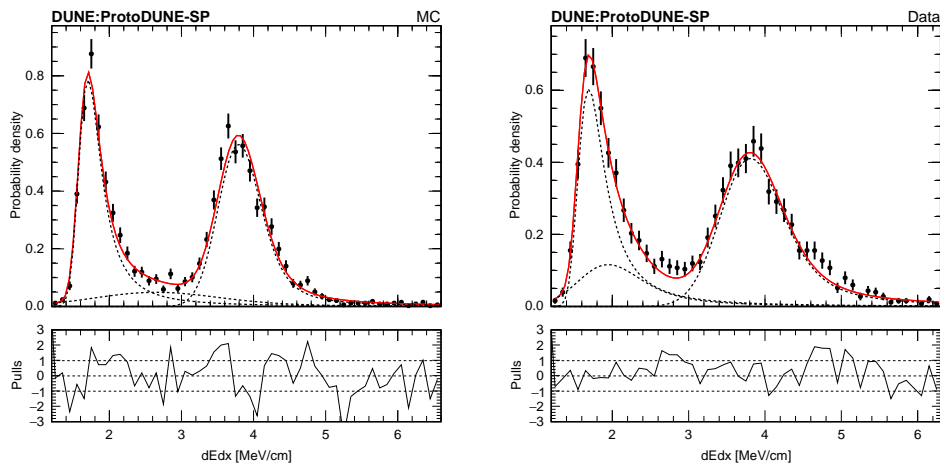 DUNE:ProtoDUNE-SP MC
Probability density
0.8
0.6
0.4
0.2
0.0
Pulls
3
2
1
0
−1
−2
−3
2 3 4 5 6
dEdx [MeV/cm]
DUNE:ProtoDUNE-SP Data
Probability density
0.6
0.4
0.2
0.0
Pulls
3
2
1
0
−1
−2
−3
2 3 4 5 6
dEdx [MeV/cm]